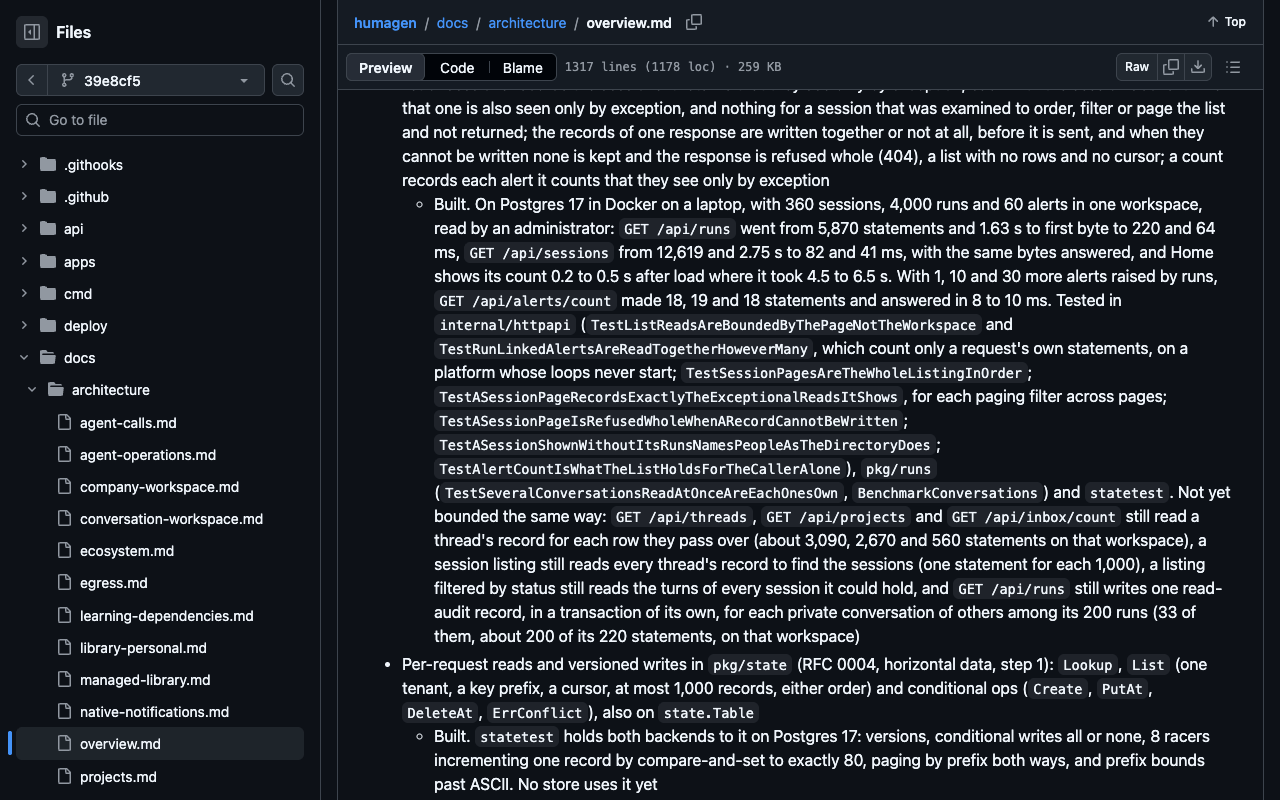 Files
humagen / docs / architecture / overview.md
Top
39e8cf5
Preview Code Blame 1317 lines (1178 loc) · 259 KB
Raw
Go to file
.githooks
.github
api
apps
cmd
deploy
docs
architecture
agent-calls.md
agent-operations.md
company-workspace.md
conversation-workspace.md
ecosystem.md
egress.md
learning-dependencies.md
library-personal.md
managed-library.md
native-notifications.md
overview.md
projects.md
that one is also seen only by exception, and nothing for a session that was examined to order, filter or page the list
and not returned; the records of one response are written together or not at all, before it is sent, and when they
cannot be written none is kept and the response is refused whole (404), a list with no rows and no cursor; a count
records each alert it counts that they see only by exception
Built. On Postgres 17 in Docker on a laptop, with 360 sessions, 4,000 runs and 60 alerts in one workspace,
read by an administrator: GET /api/runs went from 5,870 statements and 1.63 s to first byte to 220 and 64
ms, GET /api/sessions from 12,619 and 2.75 s to 82 and 41 ms, with the same bytes answered, and Home
shows its count 0.2 to 0.5 s after load where it took 4.5 to 6.5 s. With 1, 10 and 30 more alerts raised by runs,
GET /api/alerts/count made 18, 19 and 18 statements and answered in 8 to 10 ms. Tested in
internal/httpapi ( TestListReadsAreBoundedByThePageNotTheWorkspace and
TestRunLinkedAlertsAreReadTogetherHoweverMany , which count only a request's own statements, on a
platform whose loops never start; TestSessionPagesAreTheWholeListingInOrder ;
TestASessionPageRecordsExactlyTheExceptionalReadsItShows , for each paging filter across pages;
TestASessionPageIsRefusedWholeWhenARecordCannotBeWritten ;
TestASessionShownWithoutItsRunsNamesPeopleAsTheDirectoryDoes ;
TestAlertCountIsWhatTheListHoldsForTheCallerAlone ), pkg/runs
( TestSeveralConversationsReadAtOnceAreEachOnesOwn , BenchmarkConversations ) and statetest . Not yet
bounded the same way: GET /api/threads , GET /api/projects and GET /api/inbox/count still read a
thread's record for each row they pass over (about 3,090, 2,670 and 560 statements on that workspace), a
session listing still reads every thread's record to find the sessions (one statement for each 1,000), a listing
filtered by status still reads the turns of every session it could hold, and GET /api/runs still writes one read-
audit record, in a transaction of its own, for each private conversation of others among its 200 runs (33 of
them, about 200 of its 220 statements, on that workspace)
Per-request reads and versioned writes in pkg/state (RFC 0004, horizontal data, step 1): Lookup , List (one
tenant, a key prefix, a cursor, at most 1,000 records, either order) and conditional ops ( Create , PutAt ,
DeleteAt , ErrConflict ), also on state.Table
Built. statetest holds both backends to it on Postgres 17: versions, conditional writes all or none, 8 racers
incrementing one record by compare-and-set to exactly 80, paging by prefix both ways, and prefix bounds
past ASCII. No store uses it yet